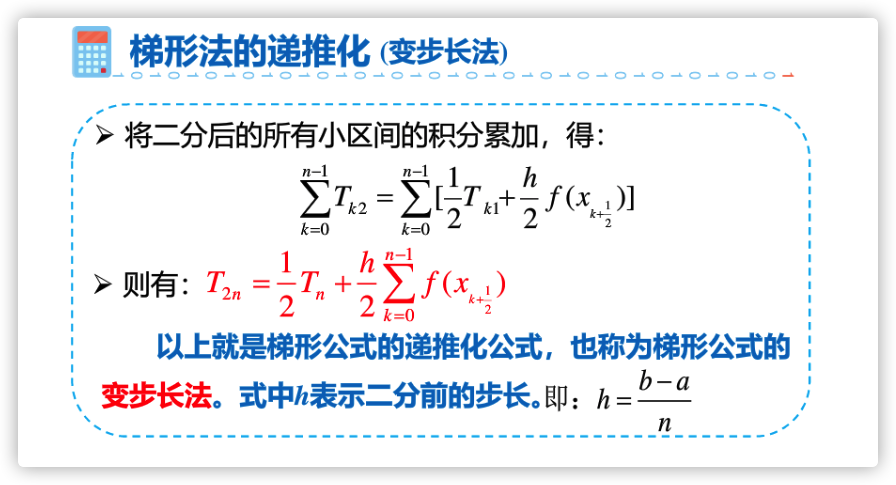 梯形法的递推化 (变步长法)
➢ 将二分后的所有小区间的积分累加，得：
$\sum_{k=0}^{n-1} T_{k2} = \sum_{k=0}^{n-1} [\frac{1}{2} T_{k1} + \frac{h}{2} f(x_{k+\frac{1}{2}})]$
➢ 则有：$T_{2n} = \frac{1}{2} T_n + \frac{h}{2} \sum_{k=0}^{n-1} f(x_{k+\frac{1}{2}})$
以上就是梯形公式的递推化公式，也称为梯形公式的
变步长法。式中h表示二分前的步长。即：$h = \frac{b-a}{n}$